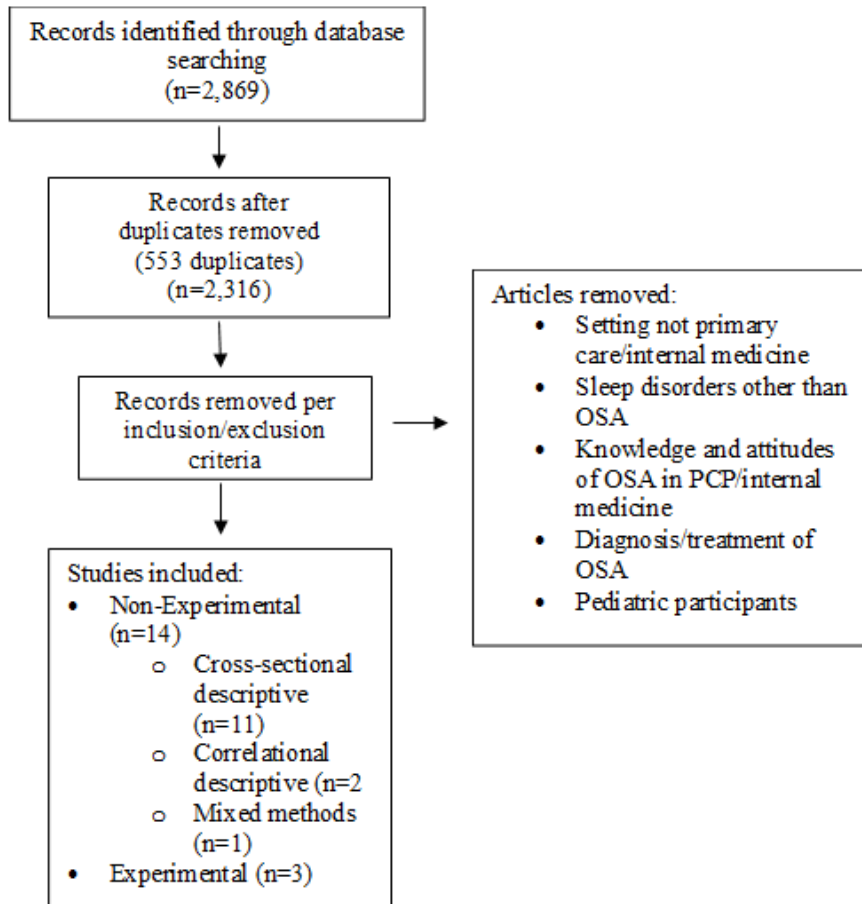 Records identified through database
searching
(n=2,869)
Records after
duplicates removed
(553 duplicates)
(n=2,316)
Records removed per
inclusion/exclusion
criteria
Articles removed:
• Setting not primary
care/internal medicine
• Sleep disorders other than
OSA
• Knowledge and attitudes
of OSA in PCP/internal
medicine
• Diagnosis/treatment of
OSA
• Pediatric participants
Studies included:
• Non-Experimental
(n=14)
o Cross-sectional
descriptive
(n=11)
o Correlational
descriptive (n=2
o Mixed methods
(n=1)
• Experimental (n=3)